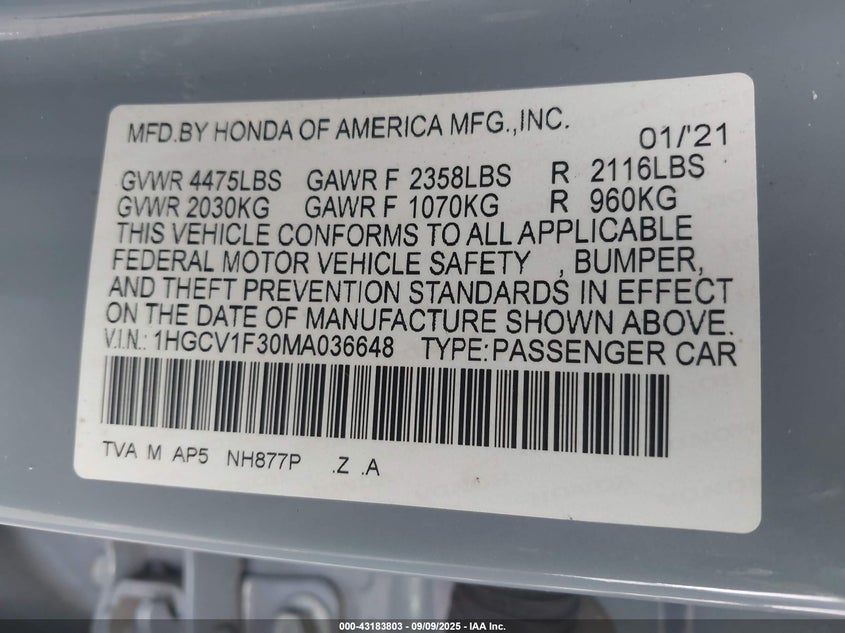 MFD.BY HONDA OF AMERICA MFG.,INC. 01/'21
GVWR 4475LBS GAWR F 2358LBS R 2116LBS
GVWR 2030KG GAWR F 1070KG R 960KG
THIS VEHICLE CONFORMS TO ALL APPLICABLE
FEDERAL MOTOR VEHICLE SAFETY , BUMPER,
AND THEFT PREVENTION STANDARDS IN EFFECT
ON THE DATE OF MANUFACTURE SHOWN ABOVE.
V.I.N.: 1HGCV1F30MA036648 TYPE:PASSENGER CAR
TVA M AP5 NH877P .Z .A
000-43183803 - 09/09/2025 - IAA Inc.